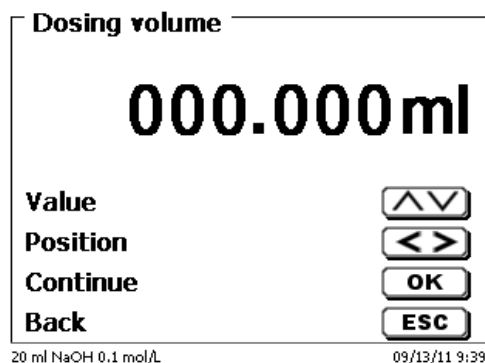 Dosing volume
000.000 ml
Value
Position < >
Continue OK
Back ESC
20 ml NaOH 0.1 mol/L 09/13/11 9:39